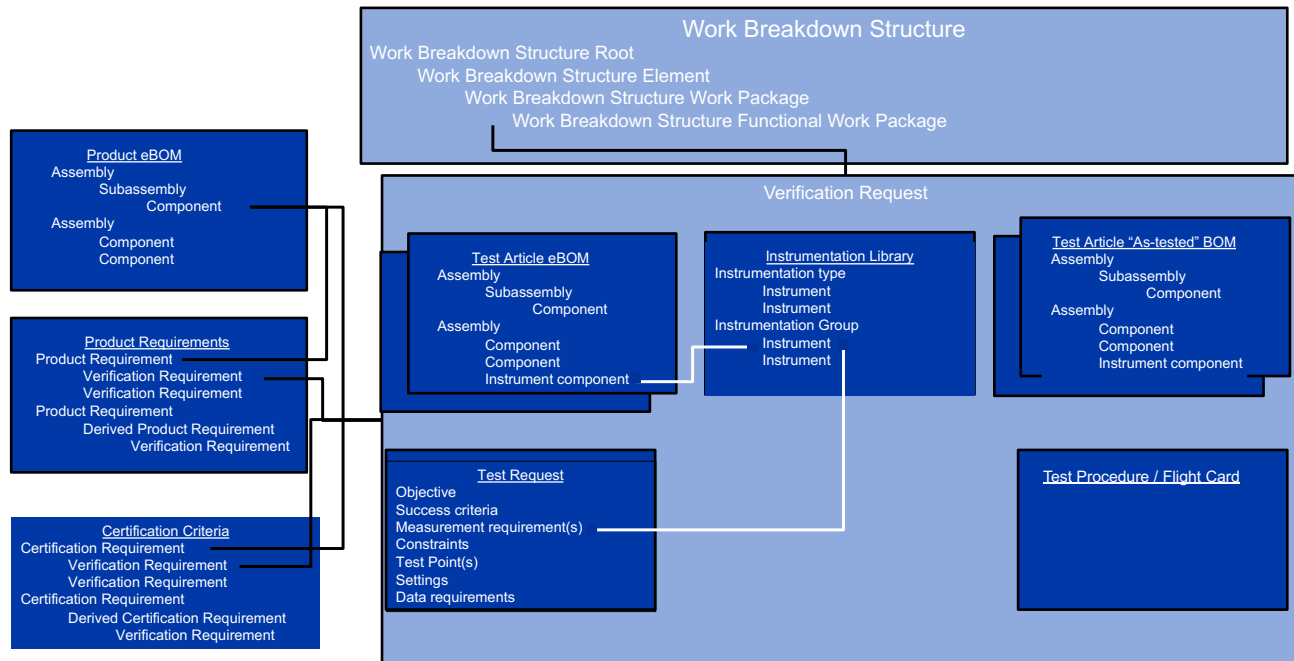 Work Breakdown Structure
Work Breakdown Structure Root
Work Breakdown Structure Element
Work Breakdown Structure Work Package
Work Breakdown Structure Functional Work Package
Product eBOM
Assembly
Subassembly
Component
Assembly
Component
Component
Product Requirements
Product Requirement
Verification Requirement
Verification Requirement
Product Requirement
Derived Product Requirement
Verification Requirement
Certification Criteria
Certification Requirement
Verification Requirement
Verification Requirement
Certification Requirement
Derived Certification Requirement
Verification Requirement
Verification Request
Test Article eBOM
Assembly
Subassembly
Component
Assembly
Component
Component
Instrument component
Instrumentation Library
Instrumentation type
Instrument
Instrument
Instrumentation Group
Instrument
Instrument
Test Article “As-tested” BOM
Assembly
Subassembly
Component
Assembly
Component
Component
Instrument component
Test Request
Objective
Success criteria
Measurement requirement(s)
Constraints
Test Point(s)
Settings
Data requirements
Test Procedure / Flight Card